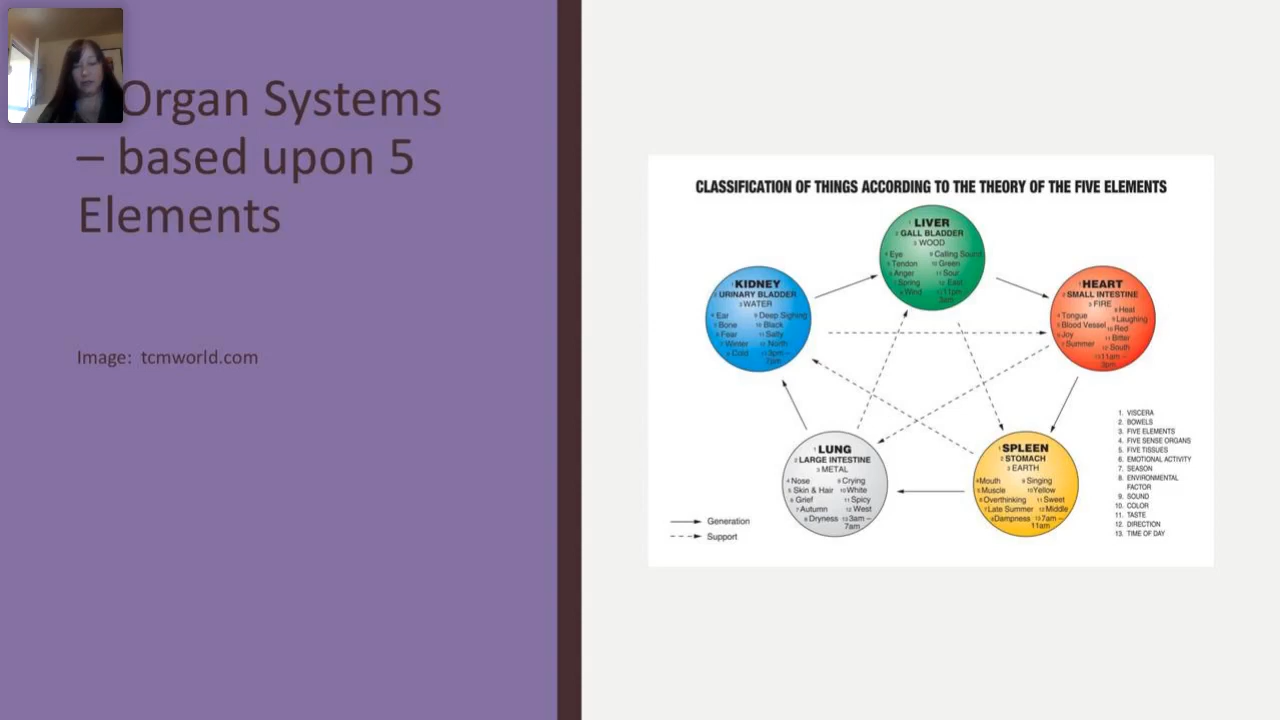 Organ Systems
– based upon 5
Elements
Image: tcmworld.com
CLASSIFICATION OF THINGS ACCORDING TO THE THEORY OF THE FIVE ELEMENTS
1 LIVER
2 GALL BLADDER
3 WOOD
4 Eye 9 Calling Sound
5 Tendon 10 Green
6 Anger 11 Sour
7 Spring 12 East
8 Wind 13 11pm –
3am
1 KIDNEY
2 URINARY BLADDER
3 WATER
4 Ear 9 Deep Sighing
5 Bone 10 Black
6 Fear 11 Salty
7 Winter 12 North
8 Cold 13 3pm –
7pm
1 HEART
2 SMALL INTESTINE
3 FIRE
8 Heat
4 Tongue 9 Laughing
5 Blood Vessel 10 Red
6 Joy 11 Bitter
7 Summer 12 South
13 11am –
3pm
1 LUNG
2 LARGE INTESTINE
3 METAL
4 Nose 9 Crying
5 Skin & Hair 10 White
6 Grief 11 Spicy
7 Autumn 12 West
8 Dryness 13 3am –
7am
1 SPLEEN
2 STOMACH
3 EARTH
4 Mouth 9 Singing
5 Muscle 10 Yellow
6 Overthinking 11 Sweet
7 Late Summer 12 Middle
8 Dampness 13 7am –
11am
1. VISCERA
2. BOWELS
3. FIVE ELEMENTS
4. FIVE SENSE ORGANS
5. FIVE TISSUES
6. EMOTIONAL ACTIVITY
7. SEASON
8. ENVIRONMENTAL
FACTOR
9. SOUND
10. COLOR
11. TASTE
12. DIRECTION
13. TIME OF DAY
Generation
Support